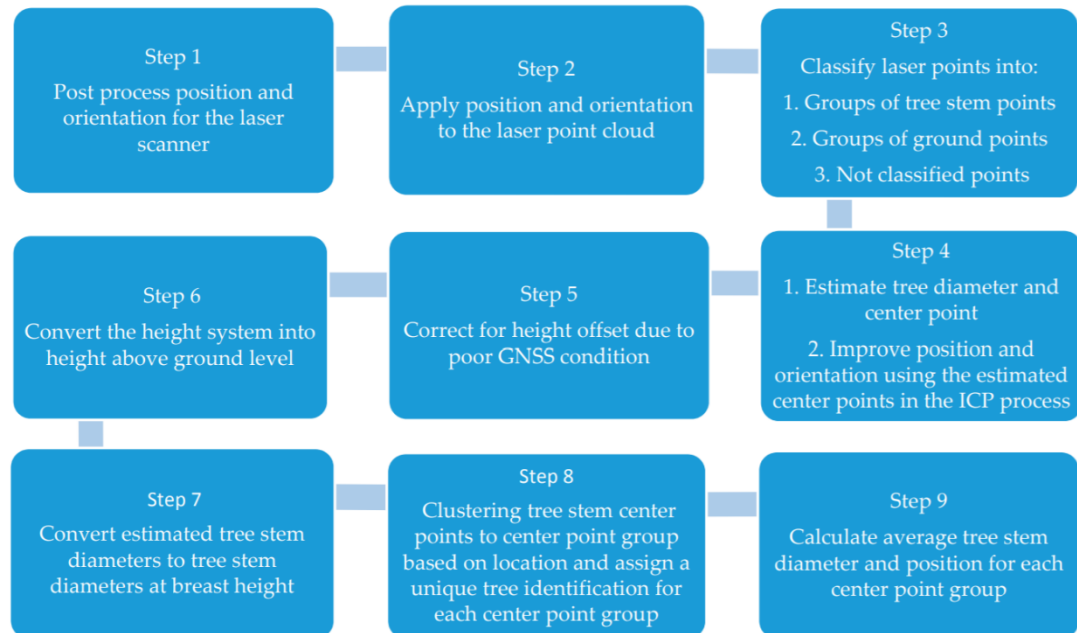 Step 1
Post process position and
orientation for the laser
scanner
Step 2
Apply position and orientation
to the laser point cloud
Step 3
Classify laser points into:
1. Groups of tree stem points
2. Groups of ground points
3. Not classified points
Step 4
1. Estimate tree diameter and
center point
2. Improve position and
orientation using the estimated
center points in the ICP process
Step 5
Correct for height offset due to
poor GNSS condition
Step 6
Convert the height system into
height above ground level
Step 7
Convert estimated tree stem
diameters to tree stem
diameters at breast height
Step 8
Clustering tree stem center
points to center point group
based on location and assign a
unique tree identification for
each center point group
Step 9
Calculate average tree stem
diameter and position for each
center point group